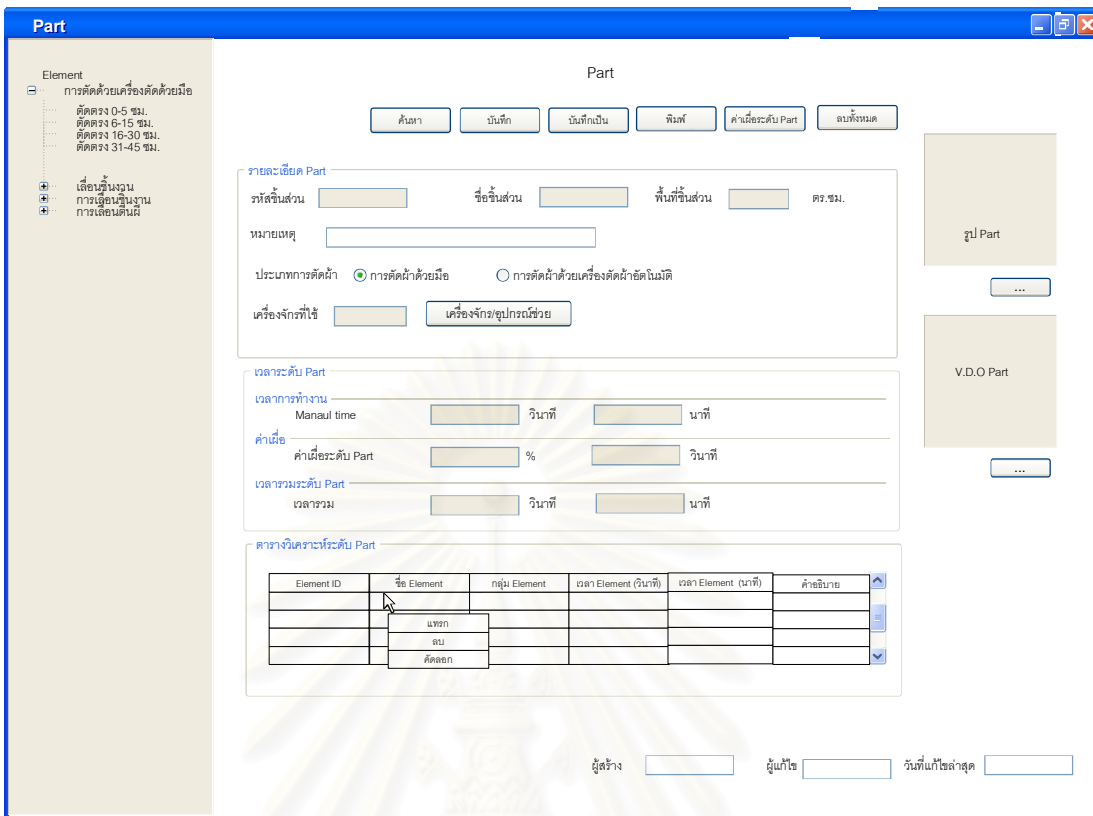 Part
Element
การตัดด้วยเครื่องตัดด้วยมือ
ตัดตรง 0-5 ซม.
ตัดตรง 6-15 ซม.
ตัดตรง 16-30 ซม.
ตัดตรง 31-45 ซม.
เลื่อนชิ้นงาน
การเลื่อนชิ้นงาน
การเลื่อนตีนผี
Part
ค้นหา บันทึก บันทึกเป็น พิมพ์ ค่าเผื่อระดับ Part ลบทั้งหมด
รายละเอียด Part
รหัสชิ้นส่วน ชื่อชิ้นส่วน พื้นที่ชิ้นส่วน ตร.ซม.
หมายเหตุ
ประเภทการตัดผ้า การตัดผ้าด้วยมือ การตัดผ้าด้วยเครื่องตัดผ้าอัตโนมัติ
เครื่องจักรที่ใช้ เครื่องจักร/อุปกรณ์ช่วย
รูป Part
...
V.D.O Part
...
เวลาระดับ Part
เวลาการทำงาน
Manaul time วินาที นาที
ค่าเผื่อ
ค่าเผื่อระดับ Part % วินาที
เวลารวมระดับ Part
เวลารวม วินาที นาที
ตารางวิเคราะห์ระดับ Part
Element ID ชื่อ Element กลุ่ม Element เวลา Element (วินาที) เวลา Element (นาที) คำอธิบาย
แทรก
ลบ
คัดลอก
ผู้สร้าง ผู้แก้ไข วันที่แก้ไขล่าสุด